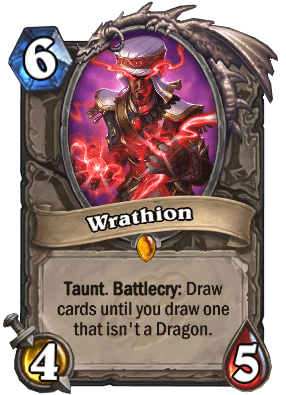 6
Wrathion
Taunt. Battlecry: Draw
cards until you draw one
that isn't a Dragon.
4
5